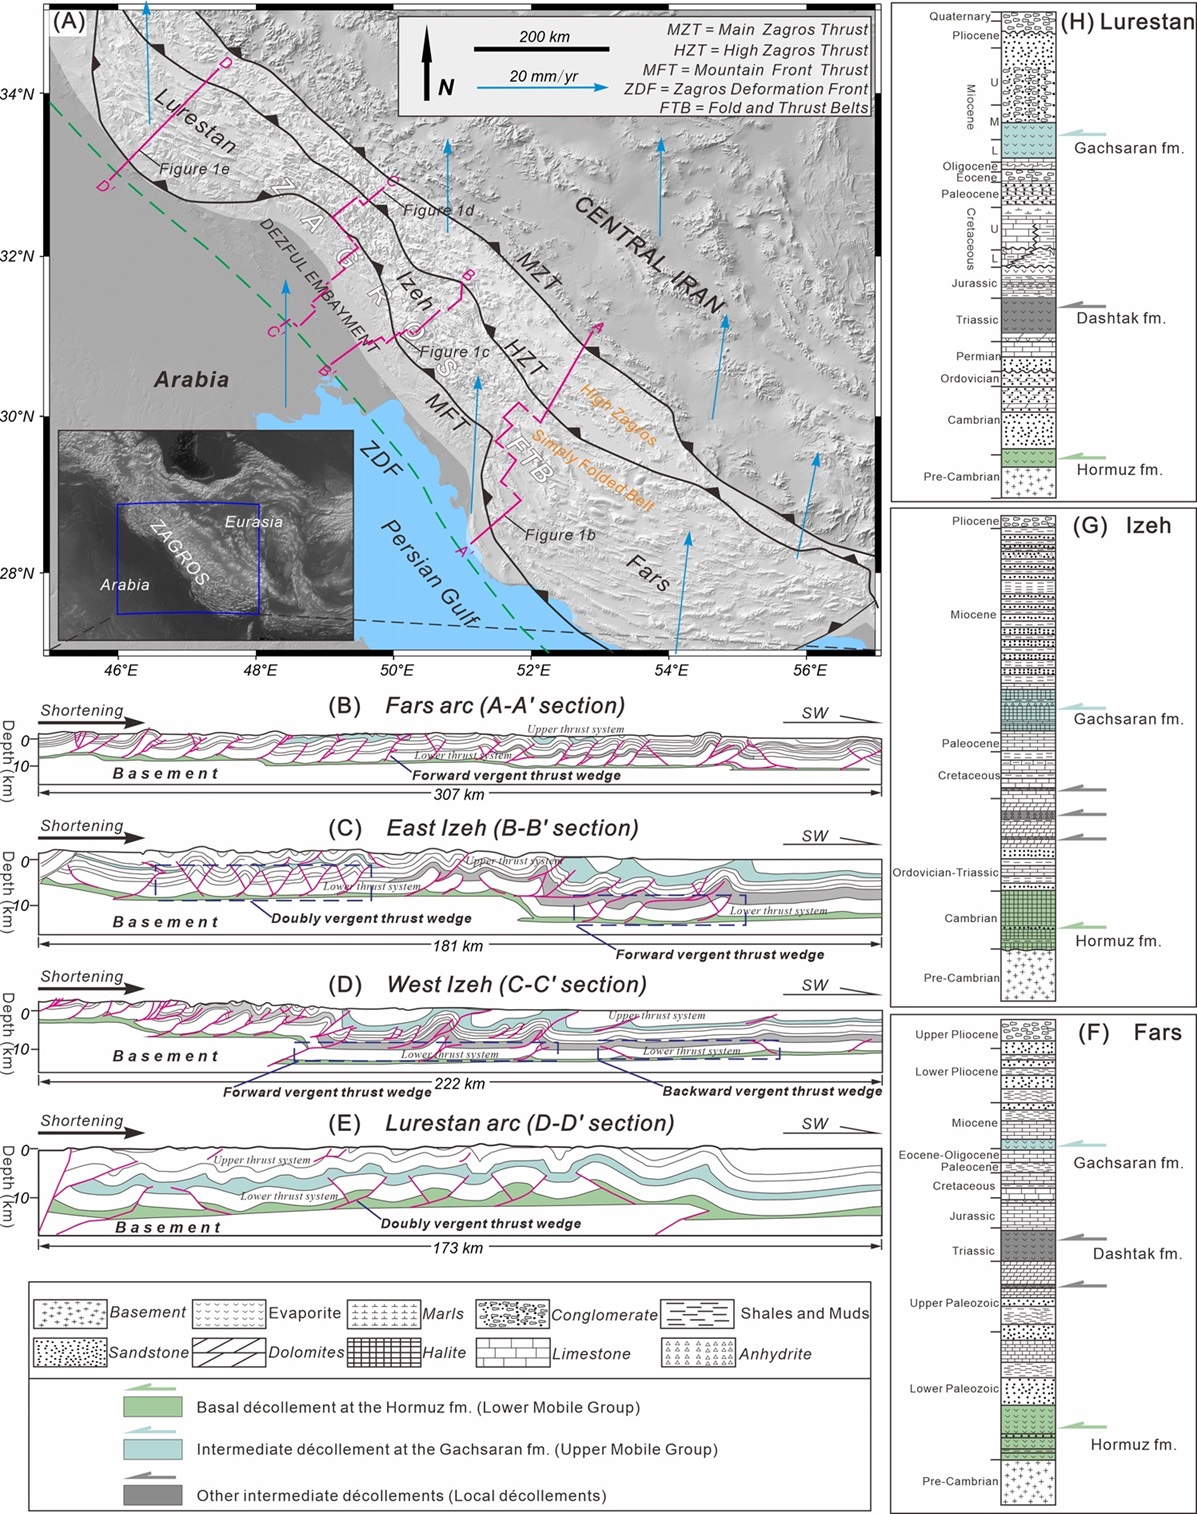 (A)
200 km
20 mm/yr
N
MZT = Main Zagros Thrust
HZT = High Zagros Thrust
MFT = Mountain Front Thrust
ZDF = Zagros Deformation Front
FTB = Fold and Thrust Belts
34°N
32°N
30°N
28°N
46°E
48°E
50°E
52°E
54°E
56°E
D
Lurestan
Figure 1e
D'
C
Figure 1d
ZAGROS
DEZFUL EMBAYMENT
CENTRAL IRAN
MZT
B
Izeh
C'
A
Figure 1c
HZT
B'
Arabia
MFT
High Zagros
Simply Folded Belt
FTB
ZDF
Figure 1b
A'
Persian Gulf
Fars
ZAGROS
Eurasia
Arabia
(B) Fars arc (A-A' section)
Shortening
SW
Depth (km)
0
10
Upper thrust system
Lower thrust system
Basement
Forward vergent thrust wedge
307 km
(C) East Izeh (B-B' section)
Shortening
SW
Depth (km)
0
10
Upper thrust system
Lower thrust system
Lower thrust system
Basement
Doubly vergent thrust wedge
181 km
Forward vergent thrust wedge
(D) West Izeh (C-C' section)
Shortening
SW
Depth (km)
0
10
Upper thrust system
Lower thrust system
Lower thrust system
Basement
222 km
Forward vergent thrust wedge
Backward vergent thrust wedge
(E) Lurestan arc (D-D' section)
Shortening
SW
Depth (km)
0
10
Upper thrust system
Lower thrust system
Basement
Doubly vergent thrust wedge
173 km
Basement
Evaporite
Marls
Conglomerate
Shales and Muds
Sandstone
Dolomites
Halite
Limestone
Anhydrite
Basal décollement at the Hormuz fm. (Lower Mobile Group)
Intermediate décollement at the Gachsaran fm. (Upper Mobile Group)
Other intermediate décollements (Local décollements)
(H) Lurestan
Quaternary
Pliocene
Miocene
U
M
L
Gachsaran fm.
Oligocene
Eocene
Paleocene
Cretaceous
U
L
Jurassic
Triassic
Dashtak fm.
Permian
Ordovician
Cambrian
Hormuz fm.
Pre-Cambrian
(G) Izeh
Pliocene
Miocene
Gachsaran fm.
Paleocene
Cretaceous
Ordovician-Triassic
Cambrian
Hormuz fm.
Pre-Cambrian
(F) Fars
Upper Pliocene
Lower Pliocene
Miocene
Gachsaran fm.
Eocene-Oligocene
Paleocene
Cretaceous
Jurassic
Triassic
Dashtak fm.
Upper Paleozoic
Lower Paleozoic
Hormuz fm.
Pre-Cambrian